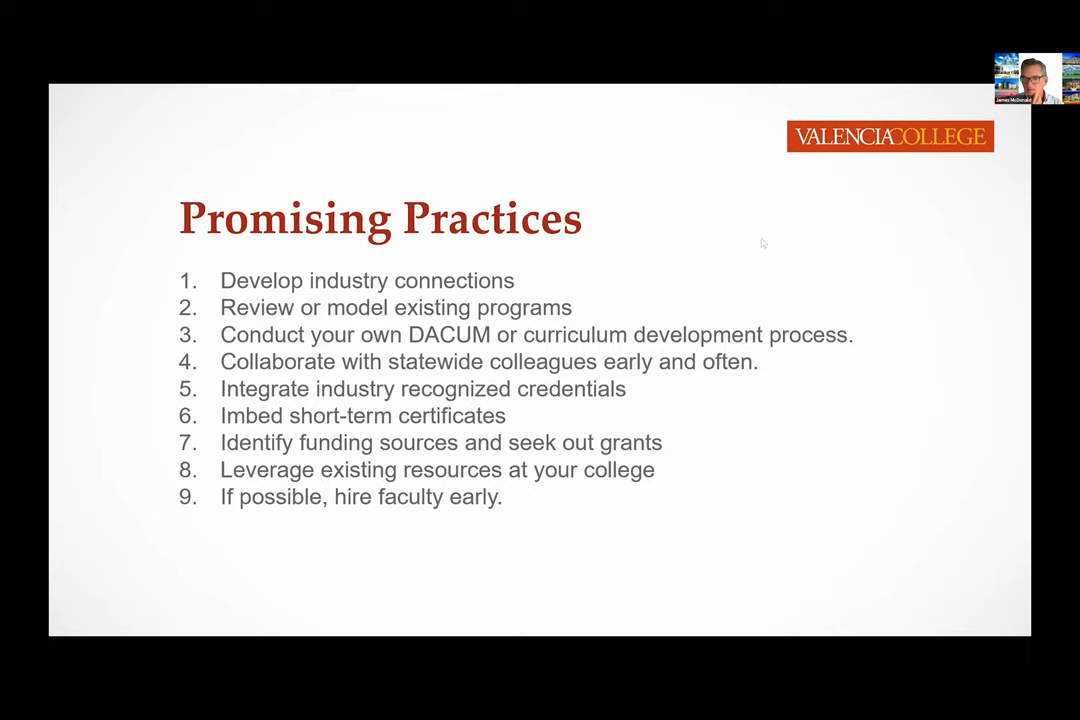 James McDonald
VALENCIACOLLEGE
Promising Practices
1. Develop industry connections
2. Review or model existing programs
3. Conduct your own DACUM or curriculum development process.
4. Collaborate with statewide colleagues early and often.
5. Integrate industry recognized credentials
6. Imbed short-term certificates
7. Identify funding sources and seek out grants
8. Leverage existing resources at your college
9. If possible, hire faculty early.